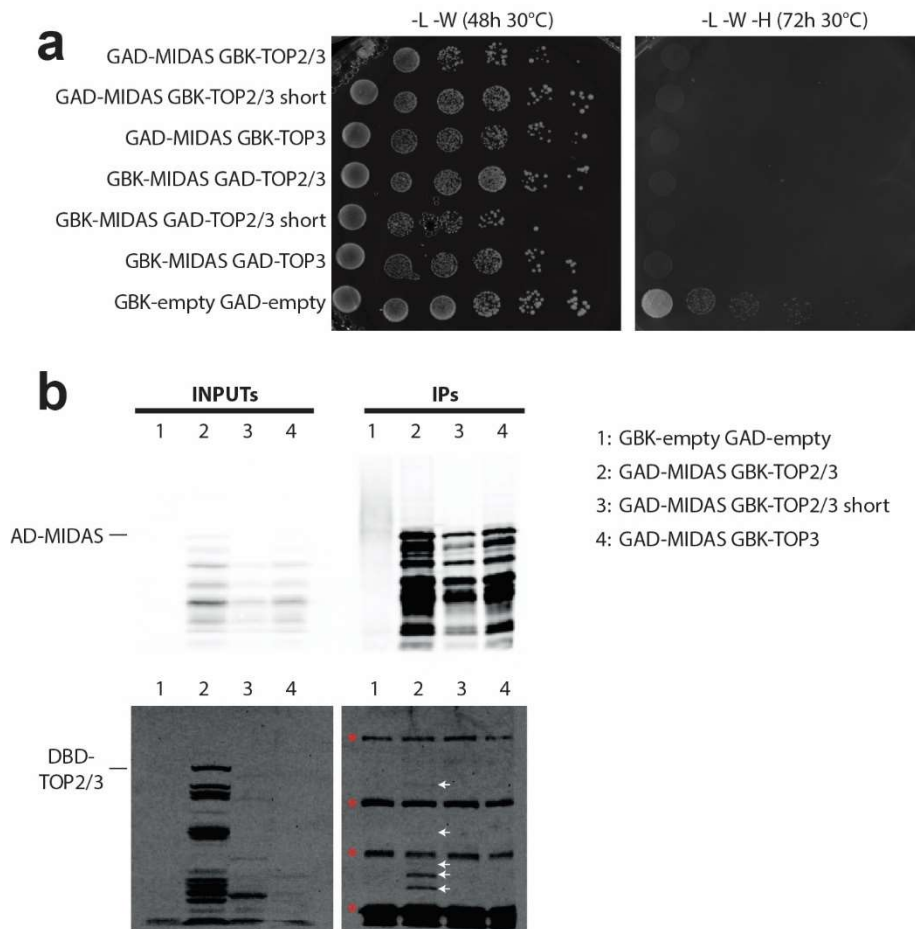 a
-L -W (48h 30°C)
-L -W -H (72h 30°C)
GAD-MIDAS GBK-TOP2/3
GAD-MIDAS GBK-TOP2/3 short
GAD-MIDAS GBK-TOP3
GBK-MIDAS GAD-TOP2/3
GBK-MIDAS GAD-TOP2/3 short
GBK-MIDAS GAD-TOP3
GBK-empty GAD-empty
b
INPUTs
IPs
1 2 3 4
1 2 3 4
AD-MIDAS
1: GBK-empty GAD-empty
2: GAD-MIDAS GBK-TOP2/3
3: GAD-MIDAS GBK-TOP2/3 short
4: GAD-MIDAS GBK-TOP3
1 2 3 4
1 2 3 4
DBD-
TOP2/3